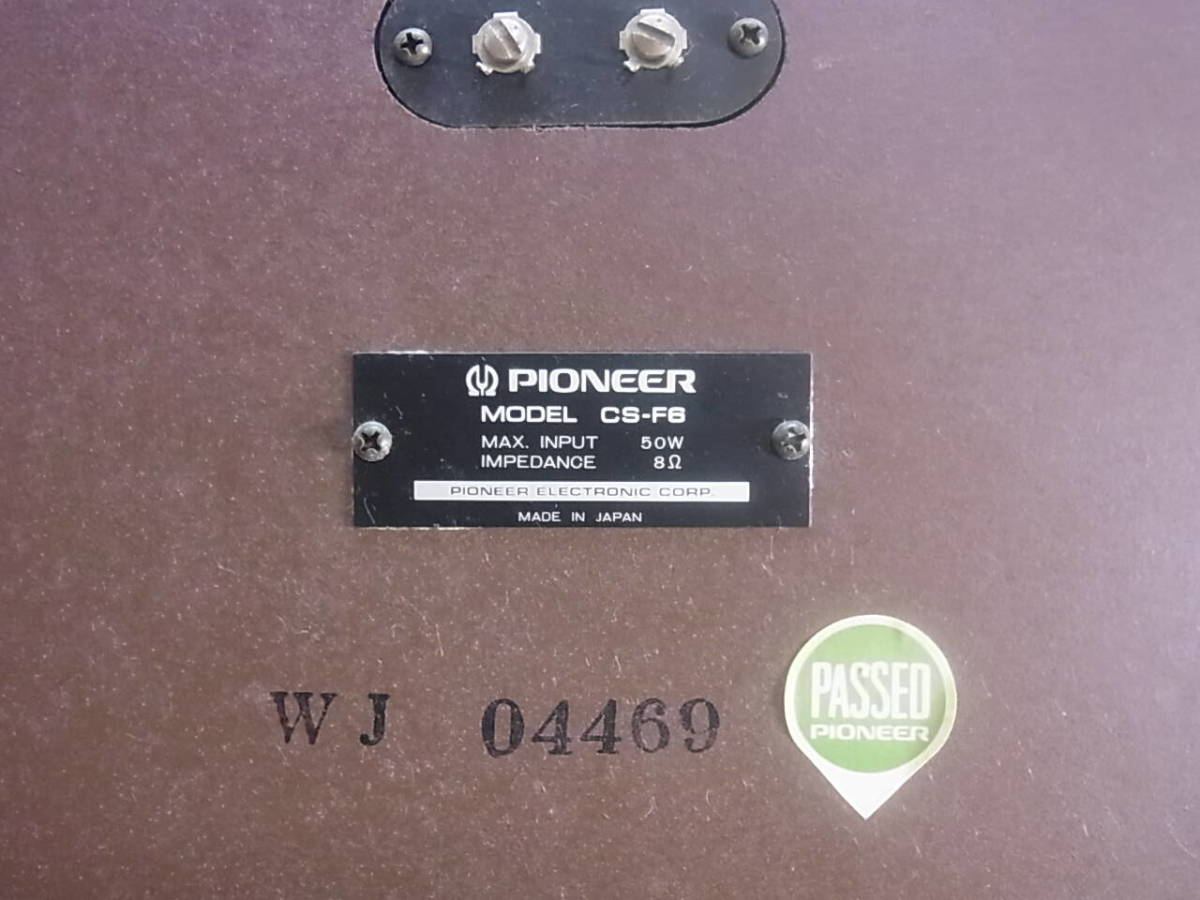 PIONEER
MODEL CS-F6
MAX. INPUT 50W
IMPEDANCE 8Ω
PIONEER ELECTRONIC CORP.
MADE IN JAPAN
WJ 04469
PASSED
PIONEER